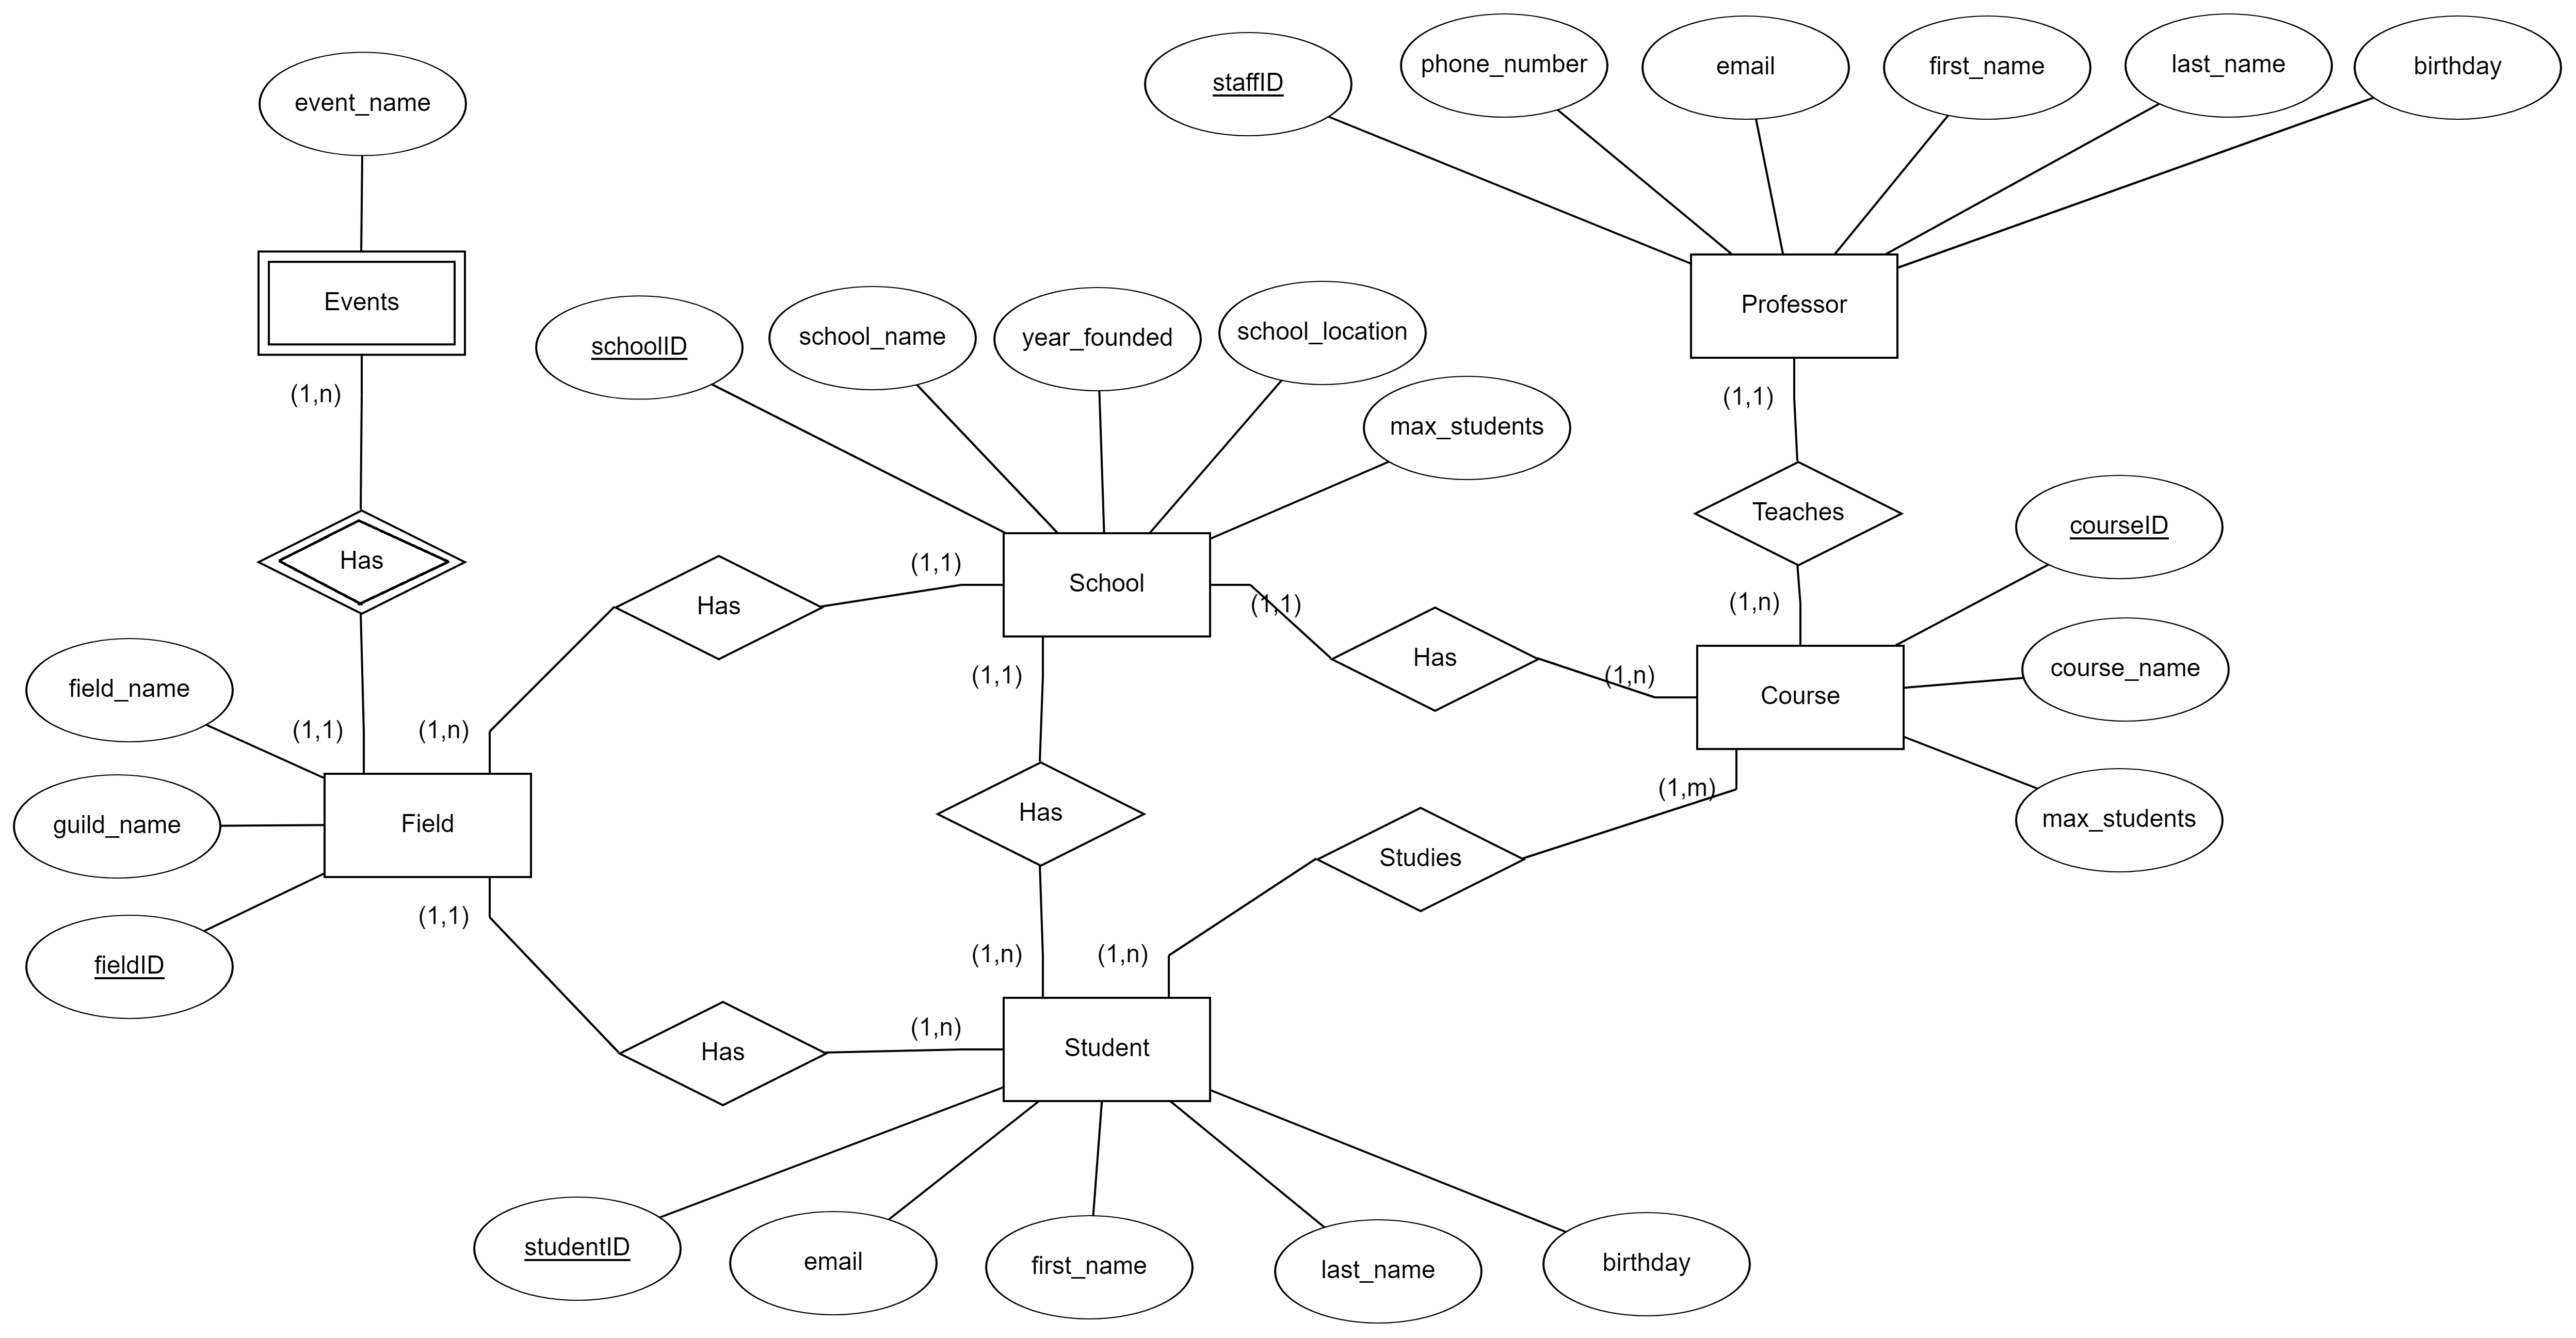 staffID
phone_number
email
first_name
last_name
birthday
event_name
Events
Professor
schoolID
school_name
year_founded
school_location
(1,n)
(1,1)
max_students
Teaches
courseID
Has
(1,1)
School
Has
(1,1)
(1,n)
Has
(1,n)
course_name
field_name
(1,1)
Course
(1,1)
(1,n)
(1,m)
max_students
Field
guild_name
Has
Studies
(1,1)
fieldID
(1,n)
(1,n)
(1,n)
Has
Student
studentID
email
first_name
last_name
birthday